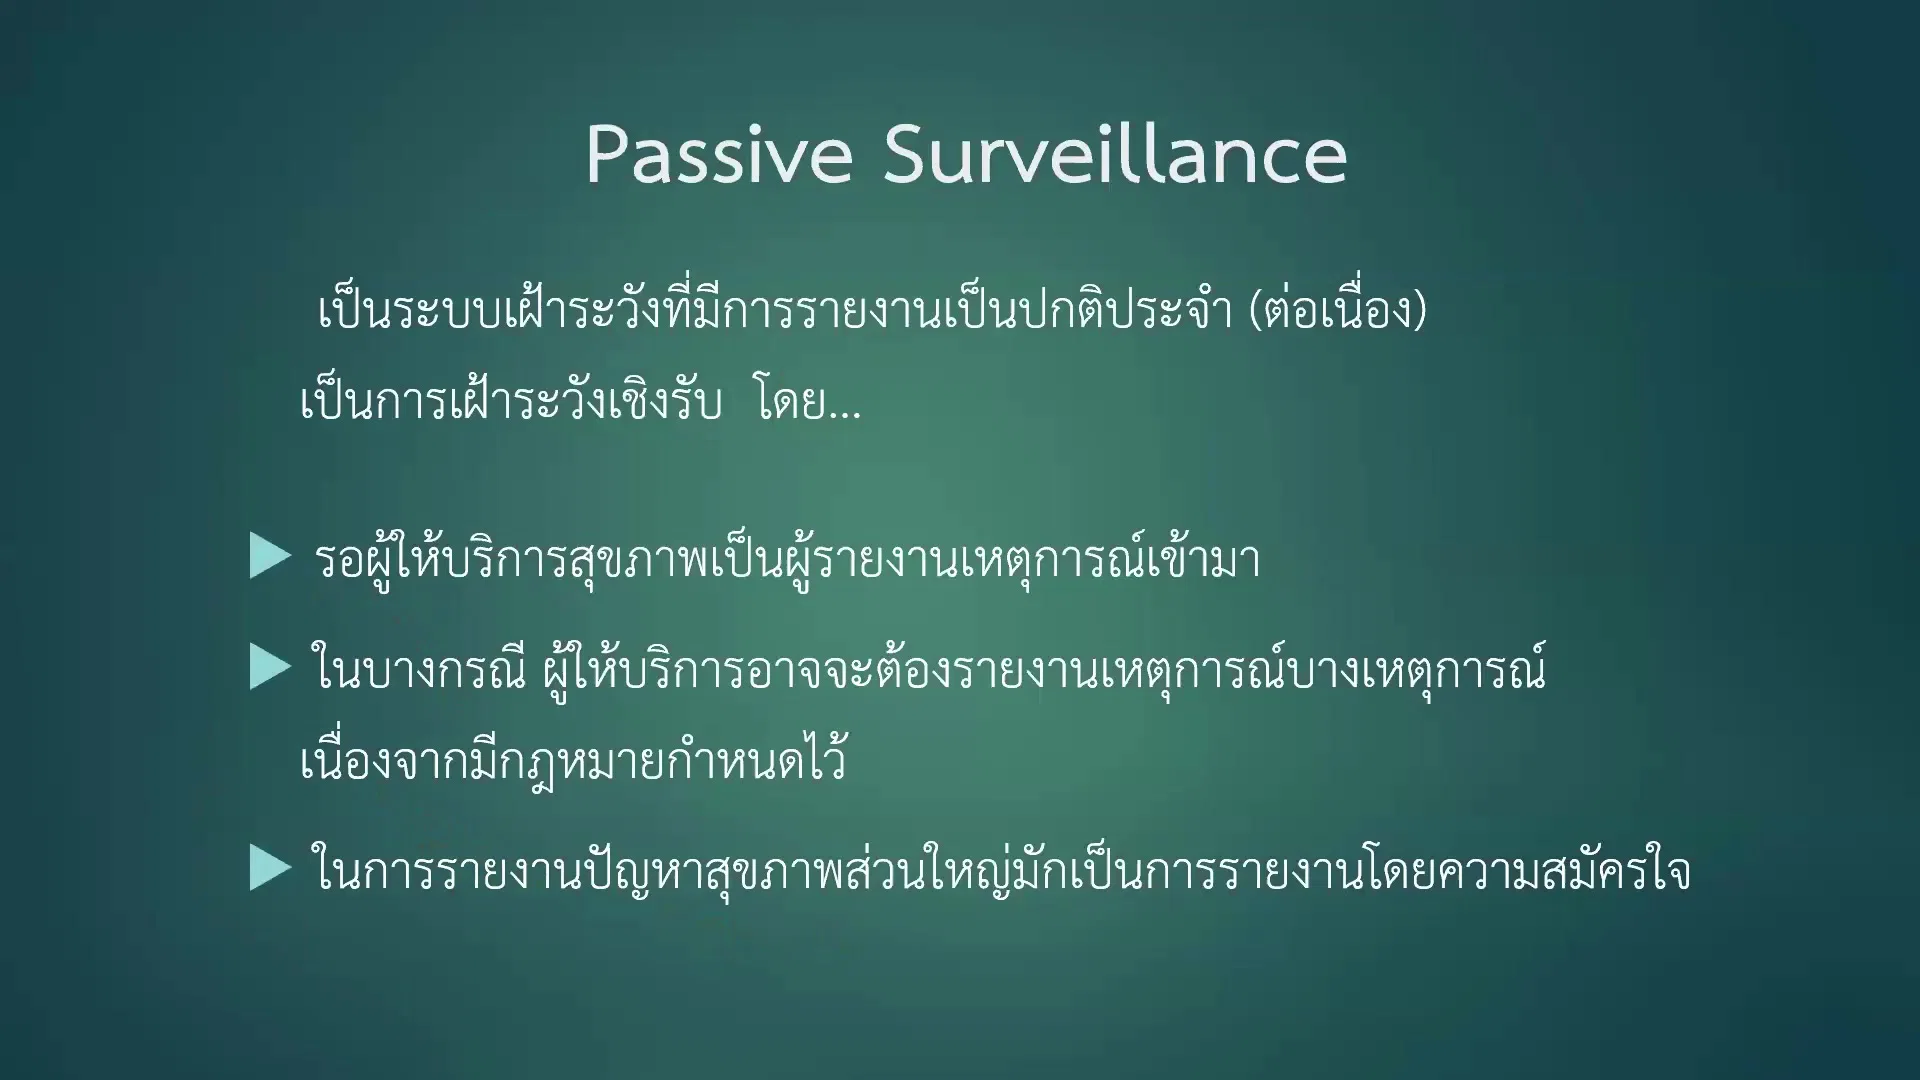 Passive Surveillance
เป็นระบบเฝ้าระวังที่มีการรายงานเป็นปกติประจำ (ต่อเนื่อง)
เป็นการเฝ้าระวังเชิงรับ โดย...
รอผู้ให้บริการสุขภาพเป็นผู้รายงานเหตุการณ์เข้ามา
ในบางกรณี ผู้ให้บริการอาจจะต้องรายงานเหตุการณ์บางเหตุการณ์
เนื่องจากมีกฎหมายกำหนดไว้
ในการรายงานปัญหาสุขภาพส่วนใหญ่มักเป็นการรายงานโดยความสมัครใจ